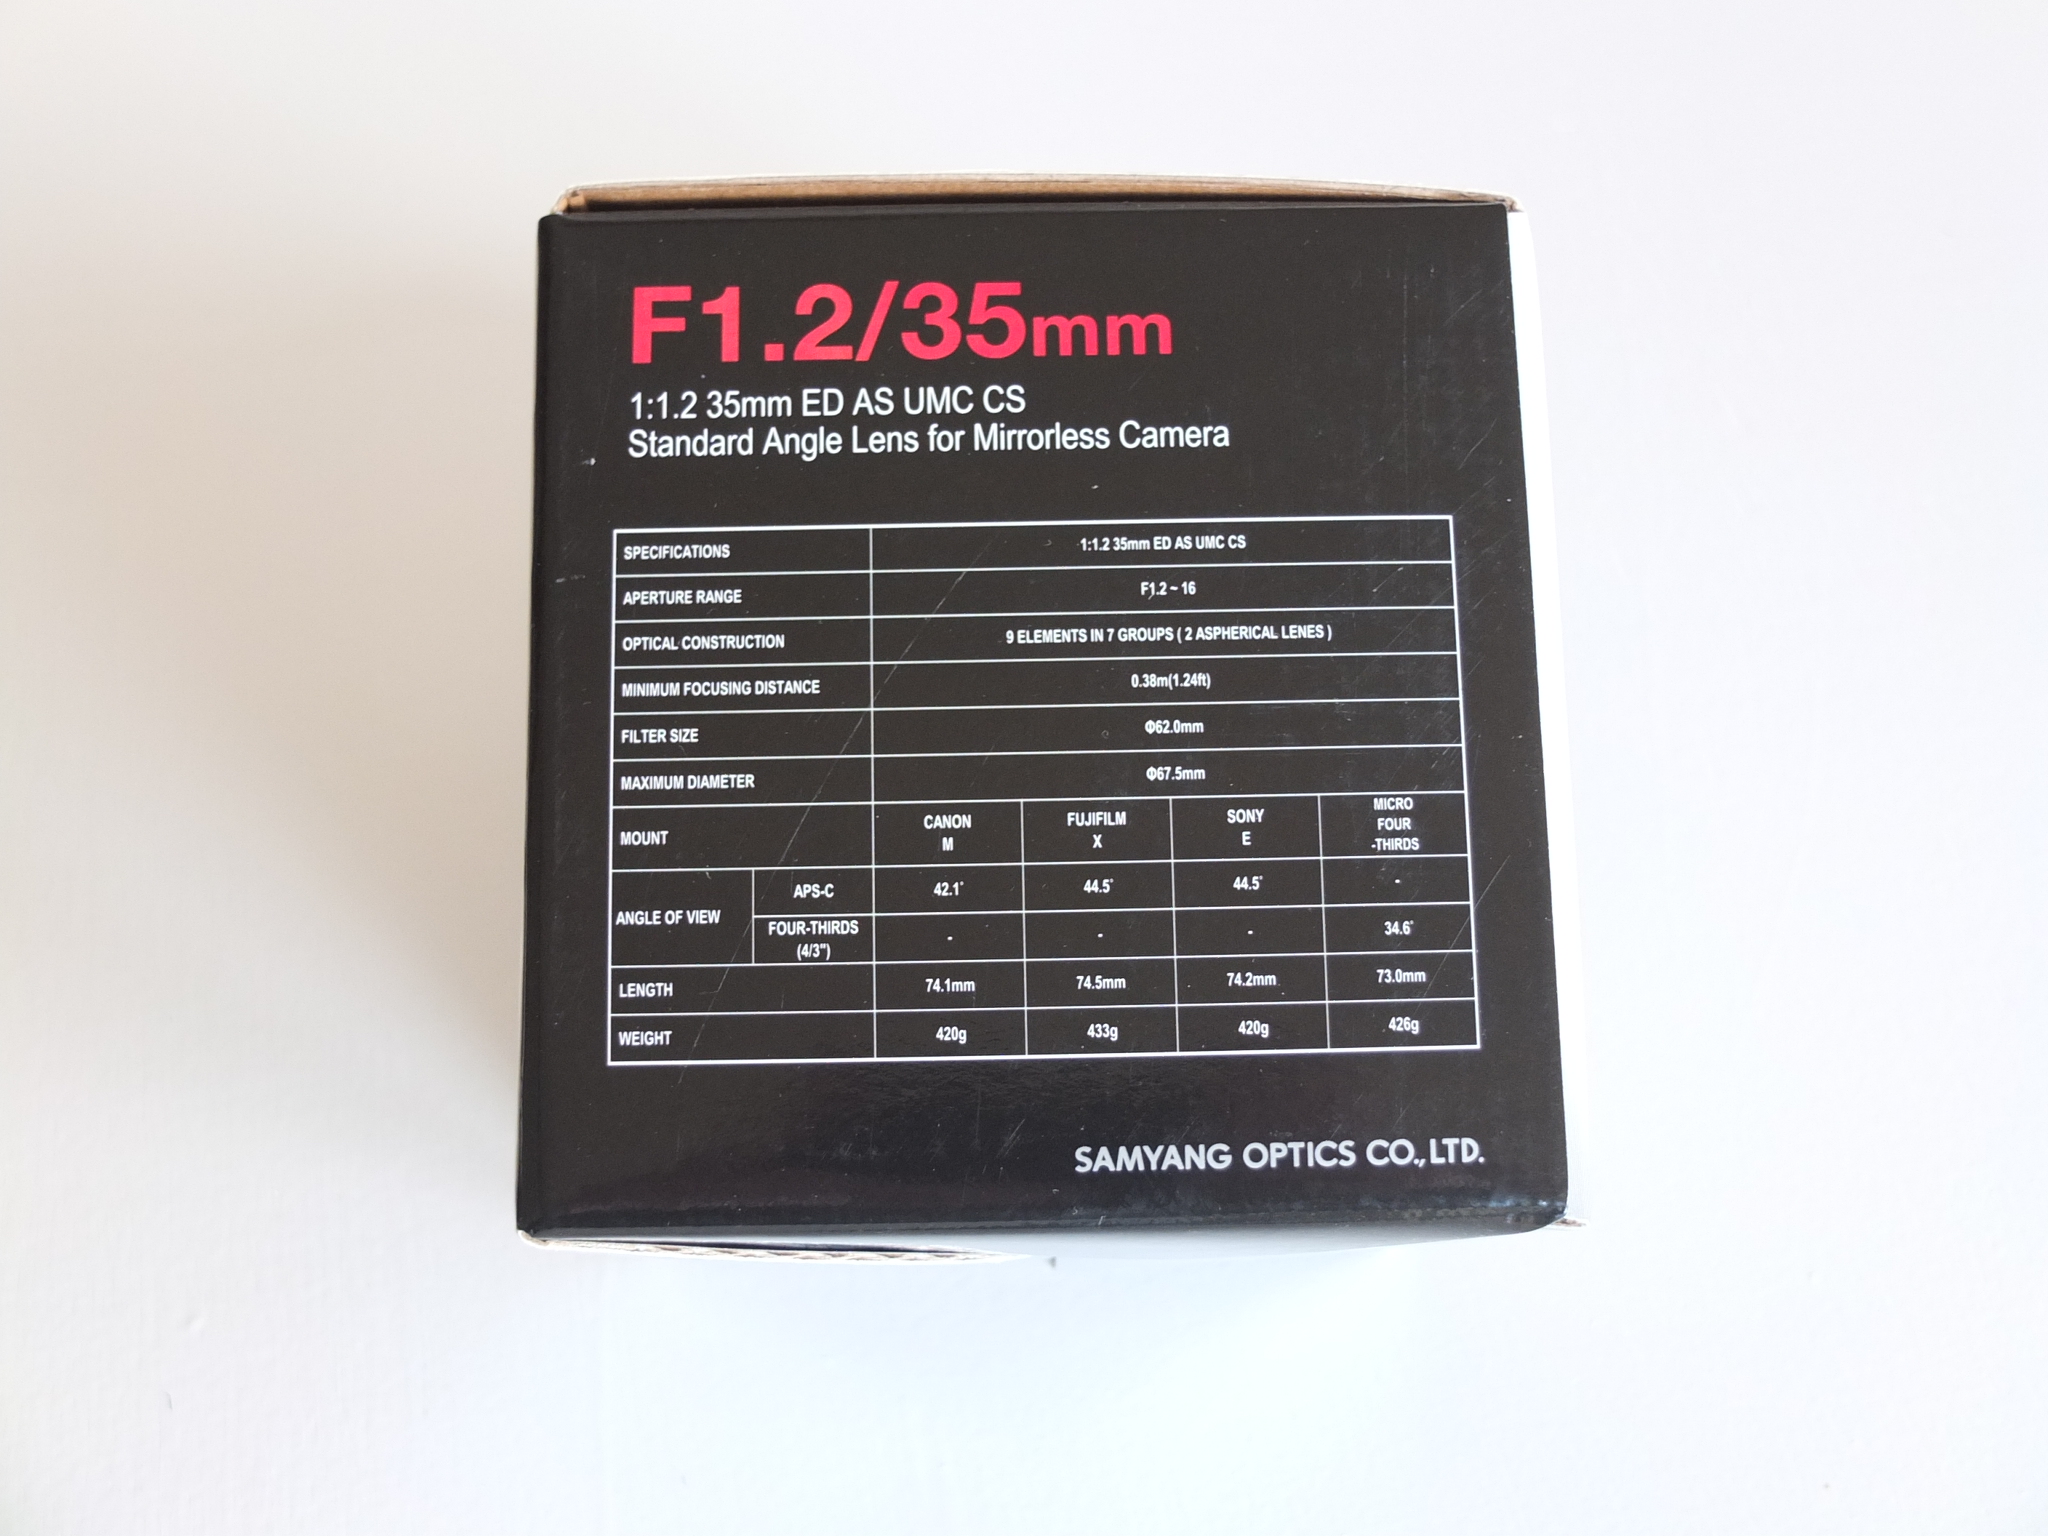 F1.2/35mm
1:1.2 35mm ED AS UMC CS
Standard Angle Lens for Mirrorless Camera
SPECIFICATIONS 1:1.2 35mm ED AS UMC CS
APERTURE RANGE F1.2 ~ 16
OPTICAL CONSTRUCTION 9 ELEMENTS IN 7 GROUPS ( 2 ASPHERICAL LENES )
MINIMUM FOCUSING DISTANCE 0.38m(1.24ft)
FILTER SIZE Φ62.0mm
MAXIMUM DIAMETER Φ67.5mm
MOUNT
CANON
M
FUJIFILM
X
SONY
E
MICRO
FOUR
-THIRDS
ANGLE OF VIEW
APS-C 42.1° 44.5° 44.5° -
FOUR-THIRDS
(4/3") - - - 34.6°
LENGTH 74.1mm 74.5mm 74.2mm 73.0mm
WEIGHT 420g 433g 420g 426g
SAMYANG OPTICS CO.,LTD.